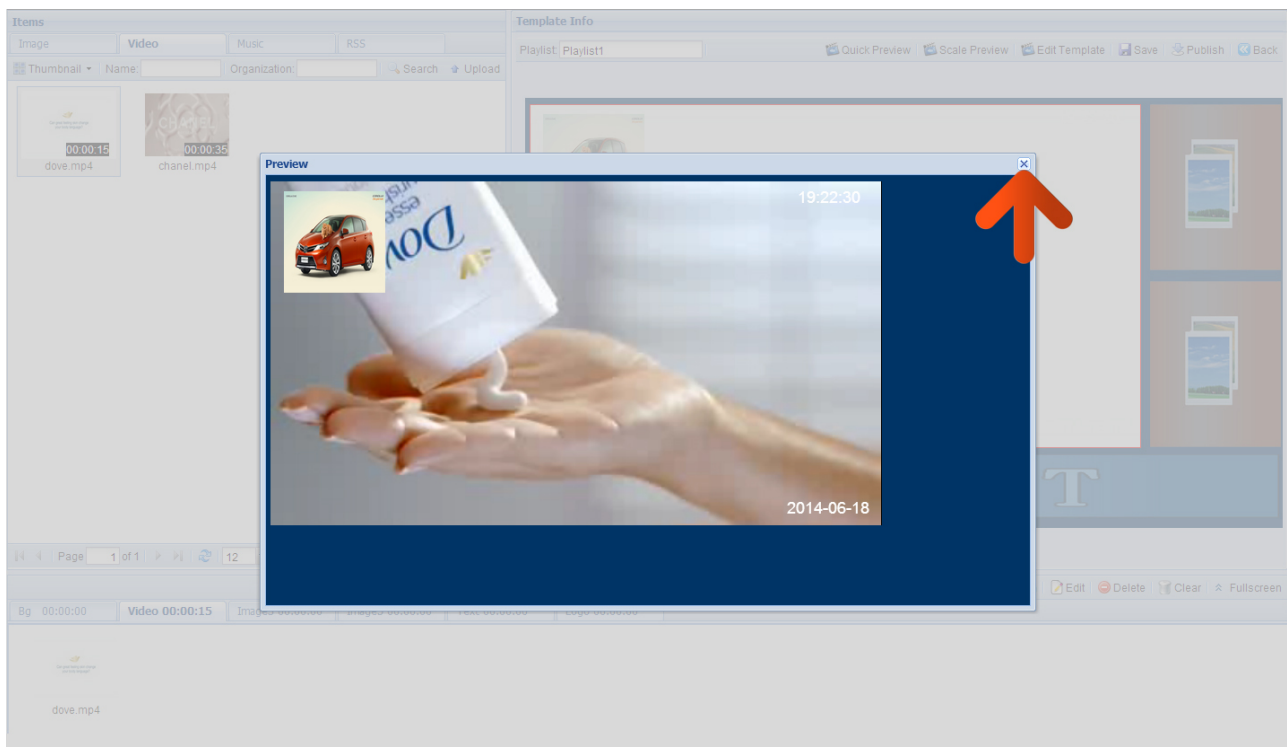 Items
Template Info
Image Video Music RSS
Playlist: Playlist1 Quick Preview Scale Preview Edit Template Save Publish Back
Thumbnail Name: Organization: Search Upload
00:00:15
dove.mp4
CHANEL
00:00:35
chanel.mp4
Preview
19:22:30
Dove
2014-06-18
T
Page 1 of 1 12
Edit Delete Clear Fullscreen
Bg 00:00:00 Video 00:00:15
dove.mp4